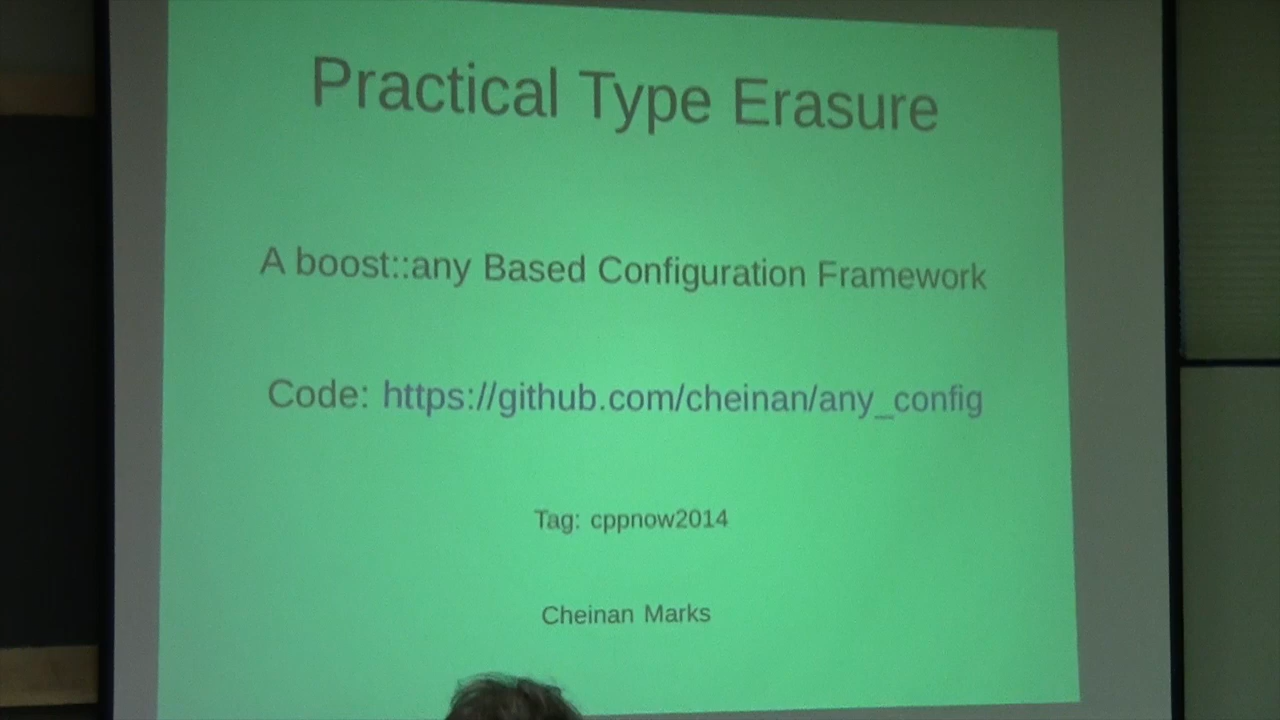 Practical Type Erasure
A boost::any Based Configuration Framework
Code: https://github.com/cheinan/any_config
Tag: cppnow2014
Cheinan Marks